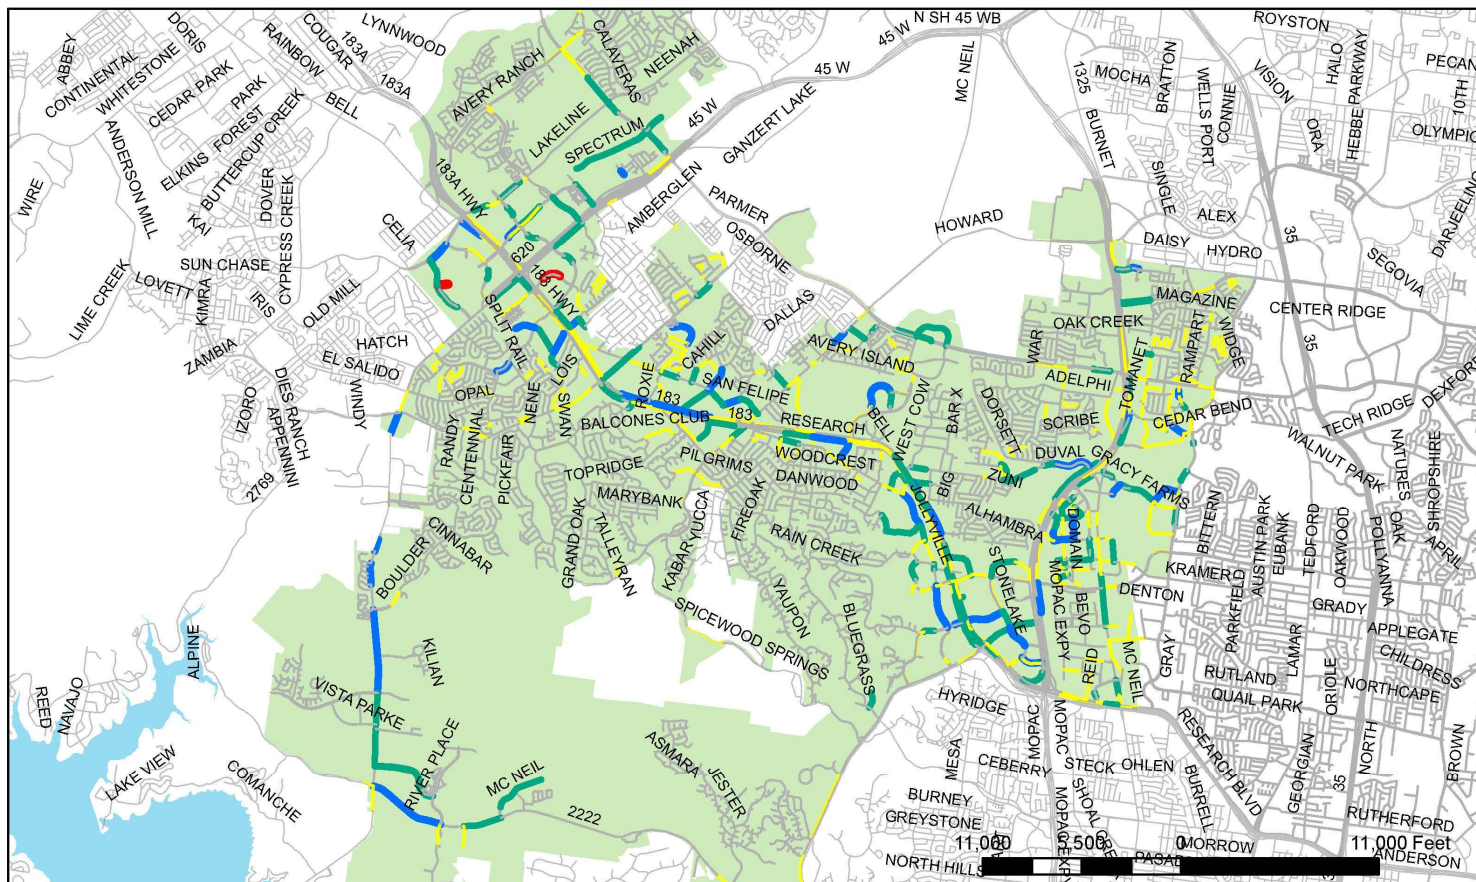 N SH 45 WB
45 W
LYNNWOOD
DORIS
COUGAR
183A
RAINBOW
ABBEY
CONTINENTAL
WHITESTONE
CEDAR PARK
PARK
183A
BELL
ELKINS FOREST
BUTTERCUP CREEK
ANDERSON MILL
WIRE
KAI
DOVER
CYPRESS CREEK
CALAVERAS
NEENAH
AVERY RANCH
LAKELINE
SPECTRUM
45 W
45 W
GANZERT LAKE
MC NEIL
1325
BURNET
MOCHA
BRATTON
WELLS PORT
CONNIE
VISION
ROYSTON
HALO
HEBBE PARKWAY
ORA
PECAN
10TH
OLYMPIC
SINGLE
ALEX
DAISY
HYDRO
35
SEGOVIA
DARJEELING
HOWARD
PARMER
OSBORNE
AMBERGLEN
183A HWY
CELIA
620
183 HWY
SUN CHASE
LIME CREEK
LOVETT
KIMRA
IRIS
OLD MILL
ZAMBIA
HATCH
EL SALIDO
SPLIT RAIL
LOIS
DALLAS
CAHILL
ROXIE
SAN FELIPE
AVERY ISLAND
OAK CREEK
MAGAZINE
CENTER RIDGE
RAMPART
WIDGE
WAR
ADELPHI
TOMANET
35
DEXFORD
TECH RIDGE
CEDAR BEND
SCRIBE
DORSETT
BAR X
WEST COW
BELL
RESEARCH
183
183
BALCONES CLUB
SWAN
NENE
OPAL
RANDY
CENTENNIAL
PICKFAIR
WINDY
DIES RANCH
APPENNINI
IZORO
2769
TOPRIDGE
PILGRIMS
WOODCREST
DANWOOD
MARYBANK
GRAND OAK
TALLEYRAN
KABAR
YUCCA
FIREOAK
RAIN CREEK
JOLLYVILLE
BIG
ZUNI
DUVAL
GRACY FARMS
ALHAMBRA
DOMAIN
WALNUT PARK
NATURES
OAK
SHROPSHIRE
APRIL
POLLYANNA
OAKWOOD
TEDFORD
EUBANK
AUSTIN PARK
BITTERN
KRAMER
PARKFIELD
DENTON
GRADY
APPLEGATE
CHILDRESS
NORTHCAPE
LAMAR
ORIOLE
RUTLAND
QUAIL PARK
GRAY
MC NEIL
REID
BEVO
MOPAC EXPY
STONELAKE
CINNABAR
BOULDER
SPICEWOOD SPRINGS
YAUPON
BLUEGRASS
ALPINE
KILIAN
VISTA PARKE
RIVER PLACE
MC NEIL
2222
ASMARA
JESTER
REED
NAVAJO
LAKE VIEW
COMANCHE
HYRIDGE
MESA
CEBERRY
MOPAC
MOPAC
STECK
OHLEN
BURRELL
RESEARCH BLVD
GEORGIAN
35
NORTH
BROWN
RUTHERFORD
ANDERSON
MORROW
BURNEY
GREYSTONE
NORTH HILLS
MOPAC EXPY
11,000
5,500
0
11,000 Feet